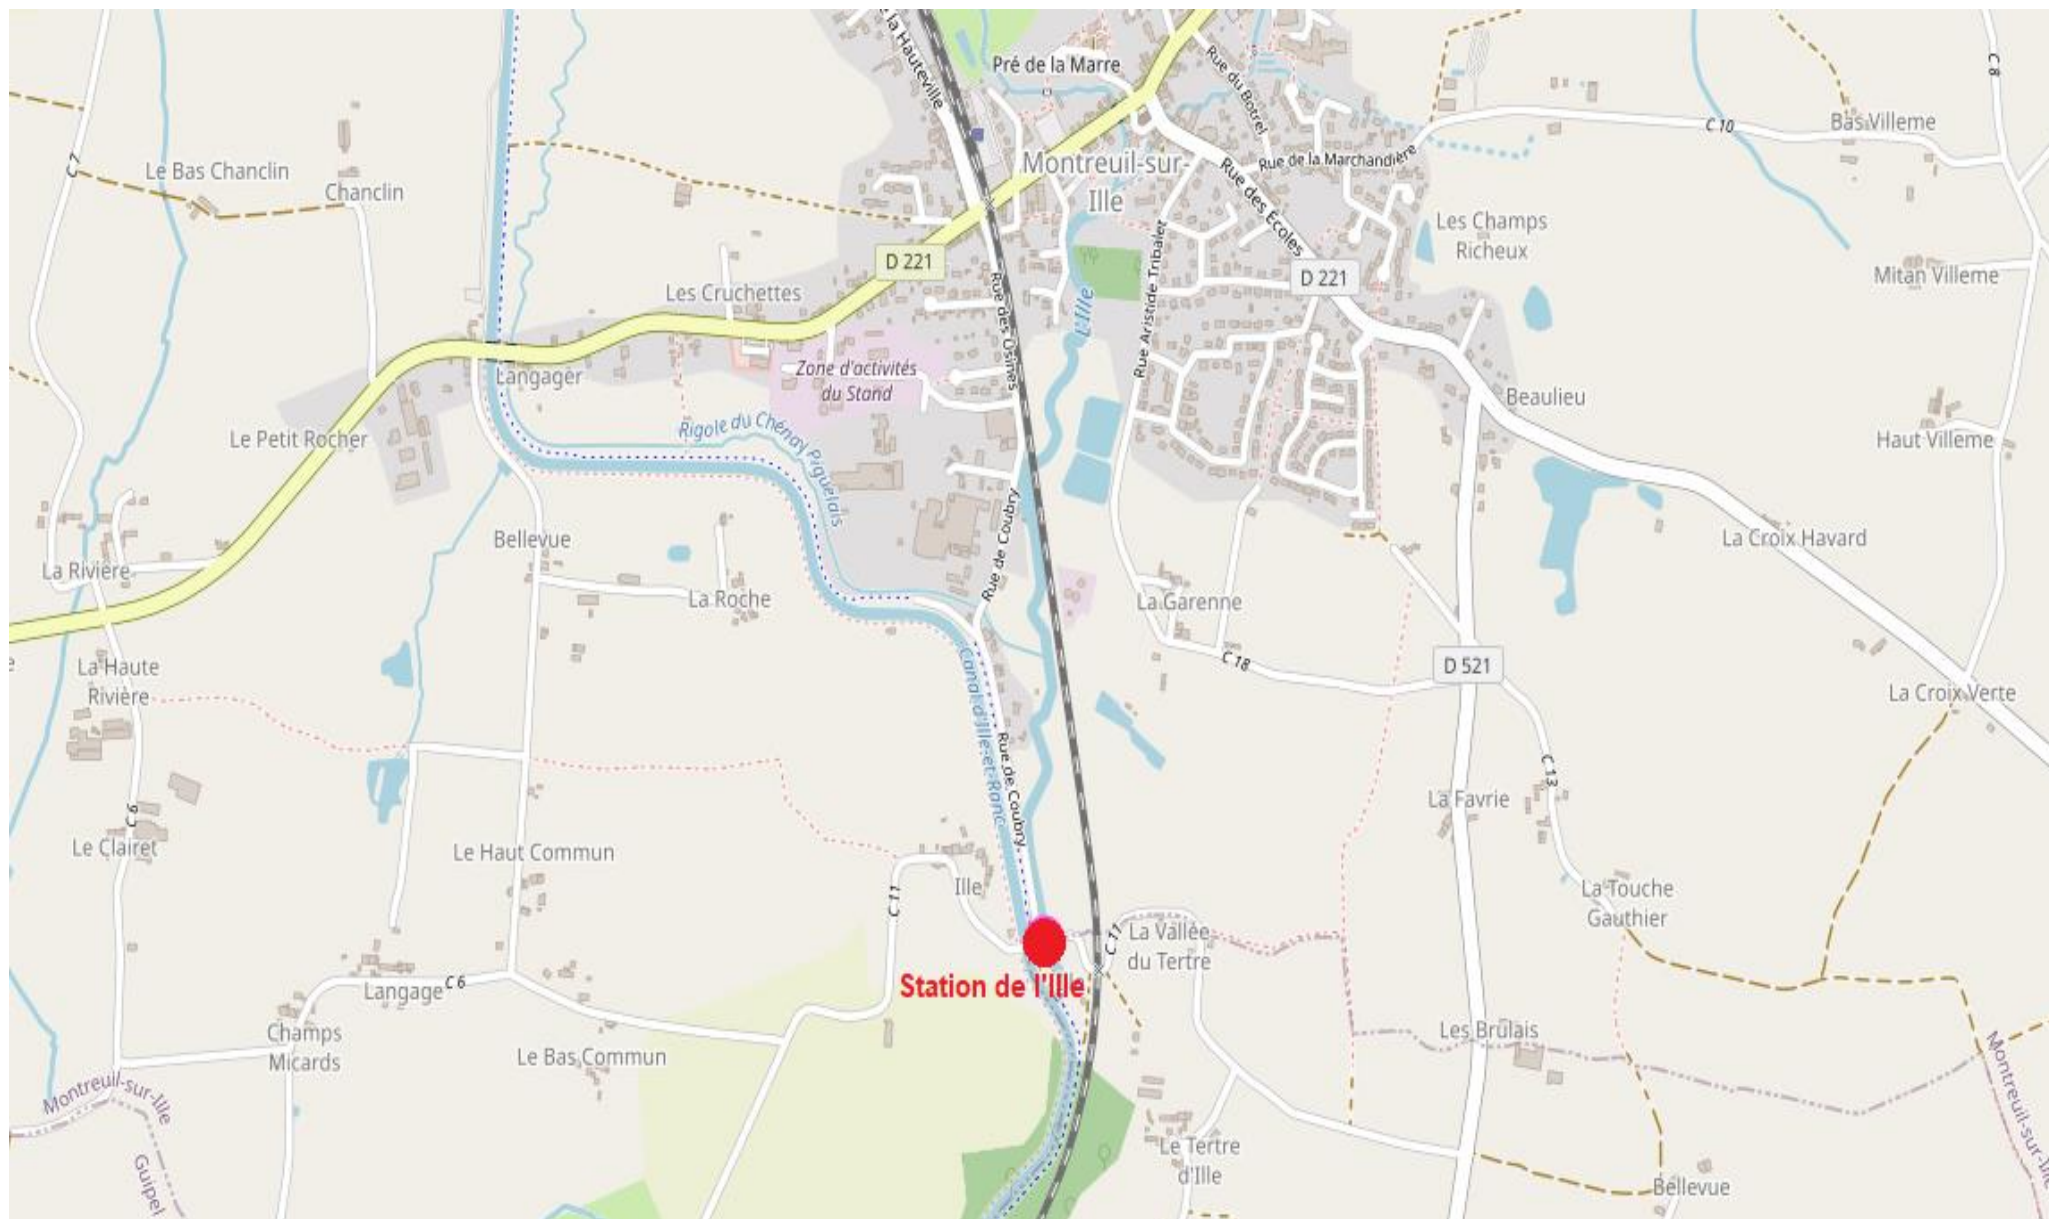 Rue de la Hauteville
Pré de la Marre
Rue du Botrel
C 8
C 10
Bas Villeme
C 7
Le Bas Chanclin
Chanclin
Montreuil-sur-
Ille
Rue de la Marchandière
Rue des Écoles
Les Champs
Richeux
D 221
D 221
Mitan Villeme
Les Cruchettes
Rue des Usines
L'Ille
Rue Aristide Tribalet
Langager
Zone d'activités
du Stand
Beaulieu
Le Petit Rocher
Rigole du Chénay Piguelais
Haut Villeme
Bellevue
Rue de Coubry
La Croix Havard
La Rivière
La Roche
La Garenne
C 18
D 521
La Haute
Rivière
Canal d'Ille-et-Ranc
Rue de Coubry
La Croix Verte
C 13
La Favrie
C 6
Le Clairet
Le Haut Commun
Ille
C 11
La Touche
Gauthier
C 11
La Vallée
du Tertre
Station de l'Ille
Langage
C 6
Champs
Micards
Le Bas Commun
Les Brûlais
Montreuil-sur-Ille
Guipel
Montreuil-sur-Ille
Le Tertre
d'Ille
Bellevue